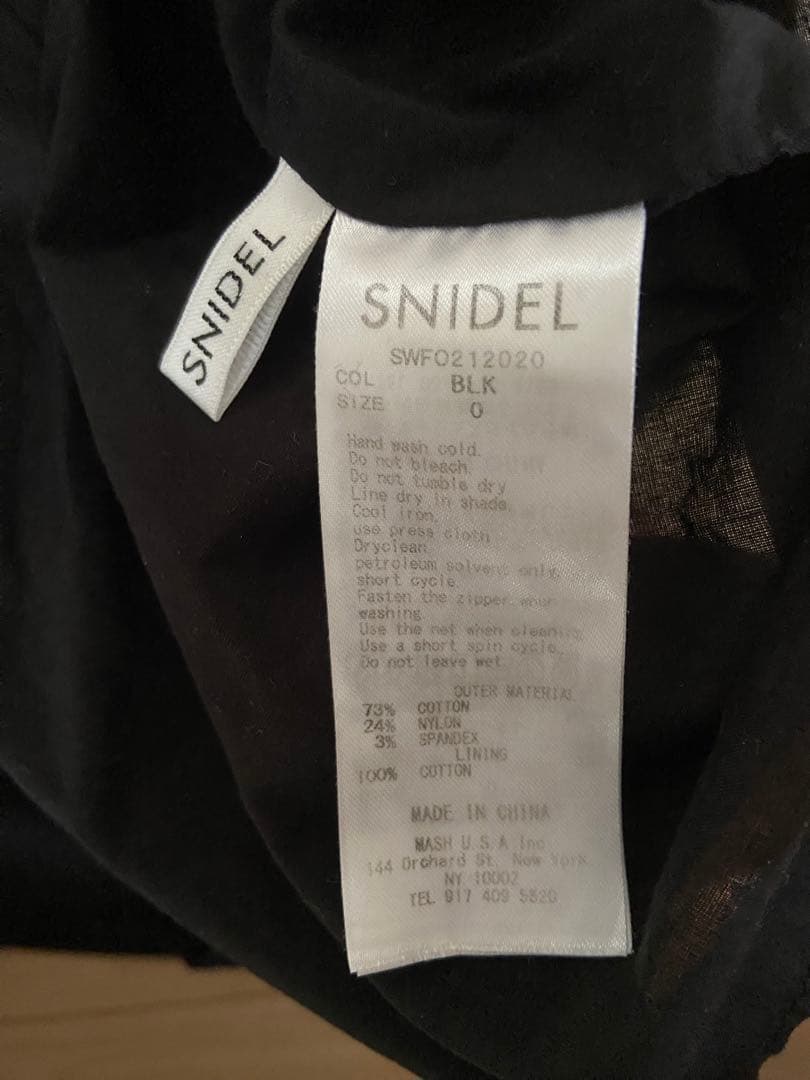 SNIDEL
SNIDEL
SWFO212020
COL BLK
SIZE 0
Hand wash cold.
Do not bleach.
Do not tumble dry
Line dry in shade.
Cool iron.
use press cloth
Dryclean
petroleum solvent only.
short cycle.
Fasten the zipper when
washing
Use the net when cleaning
Use a short spin cycle.
Do not leave wet
OUTER MATERIAL
73% COTTON
24% NYLON
3% SPANDEX
LINING
100% COTTON
MADE IN CHINA
MASH U.S.A Inc
144 Orchard St. New York
NY 10002
TEL 917 409 5820